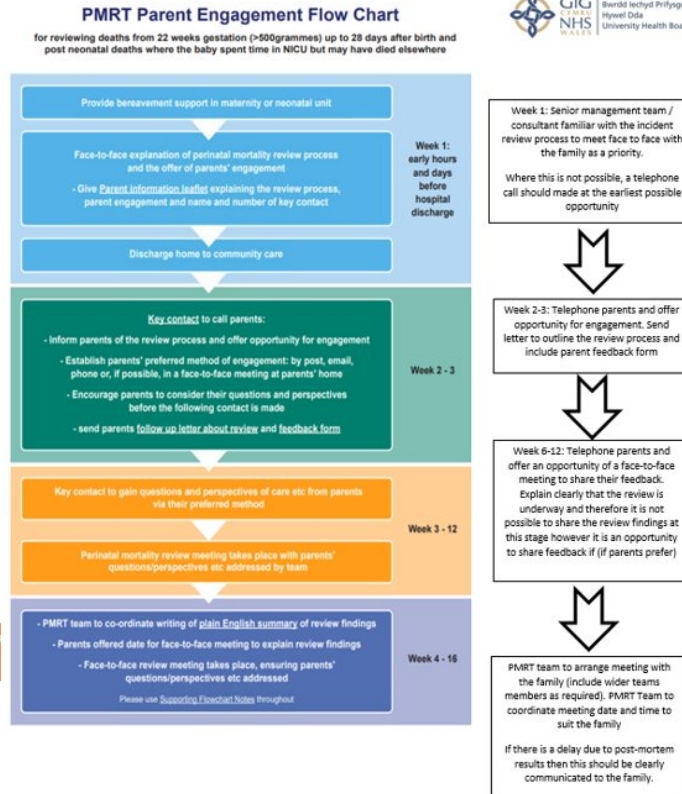 PMRT Parent Engagement Flow Chart
for reviewing deaths from 22 weeks gestation (>500grammes) up to 28 days after birth and
post neonatal deaths where the baby spent time in NICU but may have died elsewhere
GIG
CYMRU
NHS
WALES
Bwrdd Iechyd Prifysg
Hywel Dda
University Health Boa
Provide bereavement support in maternity or neonatal unit
Face-to-face explanation of perinatal mortality review process
and the offer of parents' engagement
- Give Parent information leaflet explaining the review process,
parent engagement and name and number of key contact
Discharge home to community care
Week 1:
early hours
and days
before
hospital
discharge
Key contact to call parents:
- Inform parents of the review process and offer opportunity for engagement
- Establish parents' preferred method of engagement: by post, email,
phone or, if possible, in a face-to-face meeting at parents' home
- Encourage parents to consider their questions and perspectives
before the following contact is made
- send parents follow up letter about review and feedback form
Week 2 - 3
Key contact to gain questions and perspectives of care etc from parents
via their preferred method
Perinatal mortality review meeting takes place with parents'
questions/perspectives etc addressed by team
Week 3 - 12
- PMRT team to co-ordinate writing of plain English summary of review findings
- Parents offered date for face-to-face meeting to explain review findings
- Face-to-face review meeting takes place, ensuring parents'
questions/perspectives etc addressed
Please use Supporting Flowchart Notes throughout
Week 4 - 16
Week 1: Senior management team /
consultant familiar with the incident
review process to meet face to face with
the family as a priority.
Where this is not possible, a telephone
call should made at the earliest possible
opportunity
Week 2-3: Telephone parents and offer
opportunity for engagement. Send
letter to outline the review process and
include parent feedback form
Week 6-12: Telephone parents and
offer an opportunity of a face-to-face
meeting to share their feedback.
Explain clearly that the review is
underway and therefore it is not
possible to share the review findings at
this stage however it is an opportunity
to share feedback if (if parents prefer)
PMRT team to arrange meeting with
the family (include wider teams
members as required). PMRT Team to
coordinate meeting date and time to
suit the family
If there is a delay due to post-mortem
results then this should be clearly
communicated to the family.